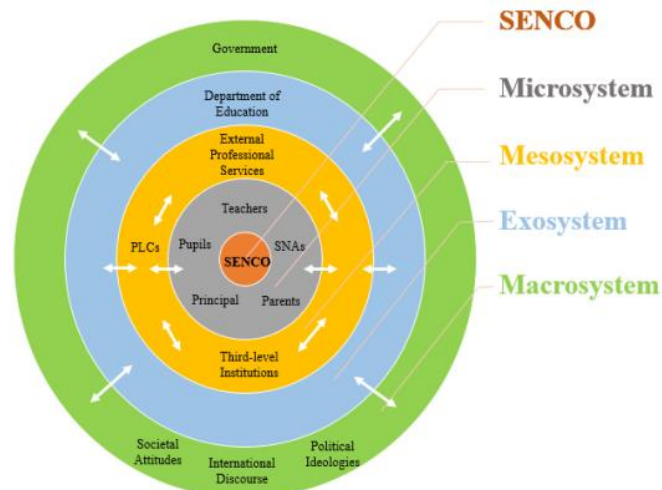 SENCO
Government
Microsystem
Department of
Education
External
Professional
Services
Mesosystem
Teachers
Exosystem
PLCs
Pupils
SNAs
SENCO
Macrosystem
Principal
Parents
Third-level
Institutions
Societal
Attitudes
International
Discourse
Political
Ideologies